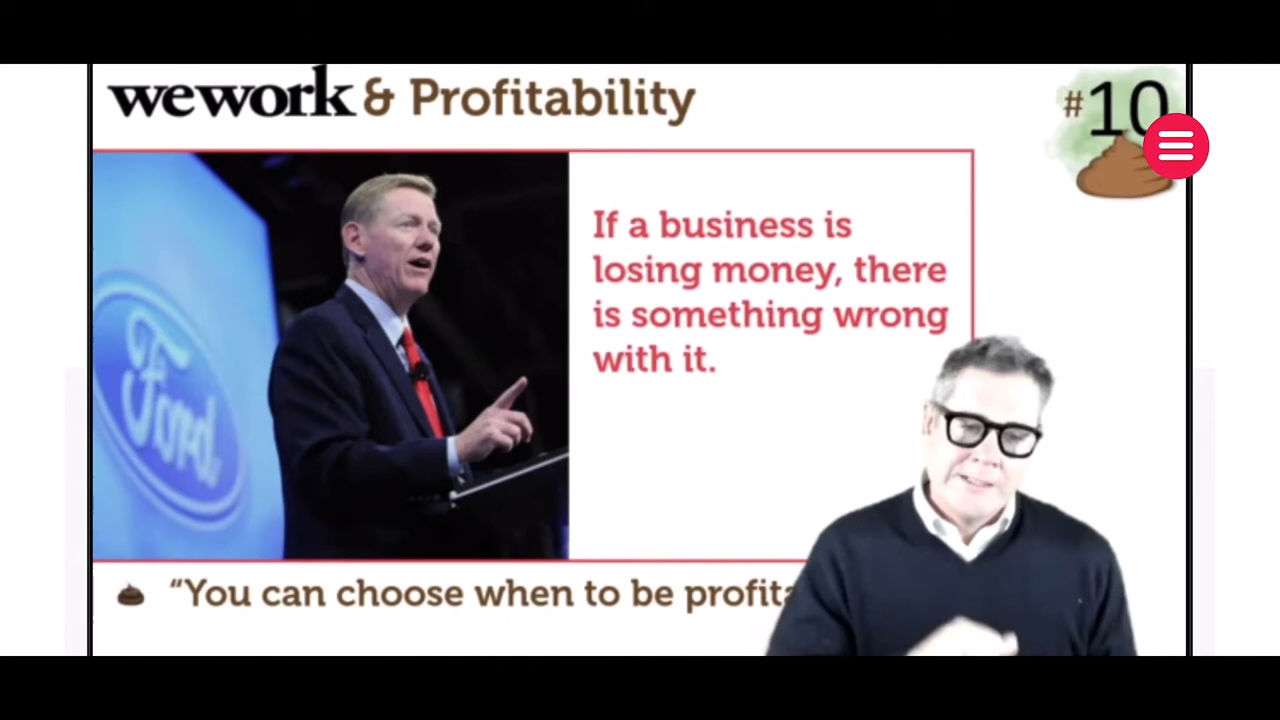 wework & Profitability
#10
If a business is
losing money, there
is something wrong
with it.
Ford
“You can choose when to be